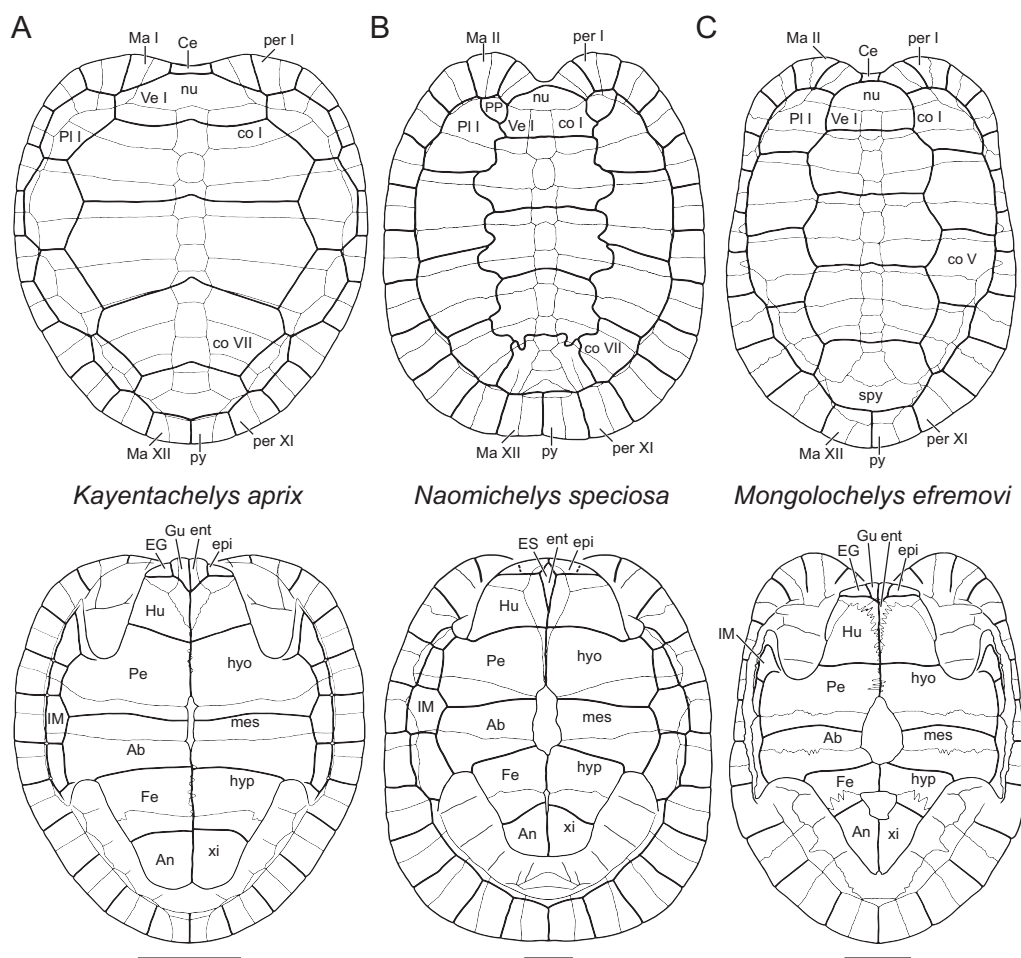 A
Ma I
Ce
per I
Ve I
nu
Pl I
co I
co VII
Ma XII
py
per XI
B
Ma II
per I
nu
PP
Pl I
Ve I
co I
co VII
Ma XII
py
per XI
C
Ma II
Ce
per I
nu
Pl I
Ve I
co I
co V
spy
Ma XII
py
per XI
Kayentachelys aprix
Naomichelys speciosa
Mongolochelys efremovi
EG
Gu
ent
epi
Hu
Pe
hyo
IM
mes
Ab
Fe
hyp
An
xi
ES
ent
epi
Hu
Pe
hyo
IM
Ab
mes
Fe
hyp
An
xi
EG
Gu
ent
epi
IM
Hu
Pe
hyo
Ab
mes
Fe
hyp
An
xi